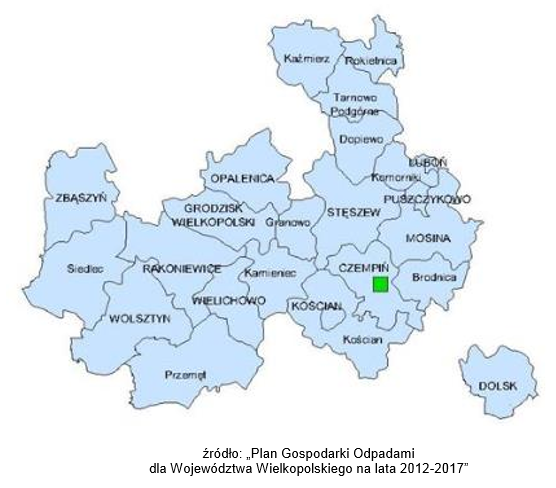 Kaźmierz
Rokietnica
Tarnowo
Podgórne
Dopiewo
LUBOŃ
Komorniki
OPALENICA
ZBĄSZYŃ
PUSZCZYKOWO
GRODZISK
WIELKOPOLSKI
Granowo
STĘSZEW
MOSINA
Siedlec
RAKONIEWICE
Kamieniec
CZEMPIŃ
Brodnica
WIELICHOWO
KOŚCIAN
WOLSZTYN
Kościan
Przemęt
DOLSK
źródło: „Plan Gospodarki Odpadami
dla Województwa Wielkopolskiego na lata 2012-2017”